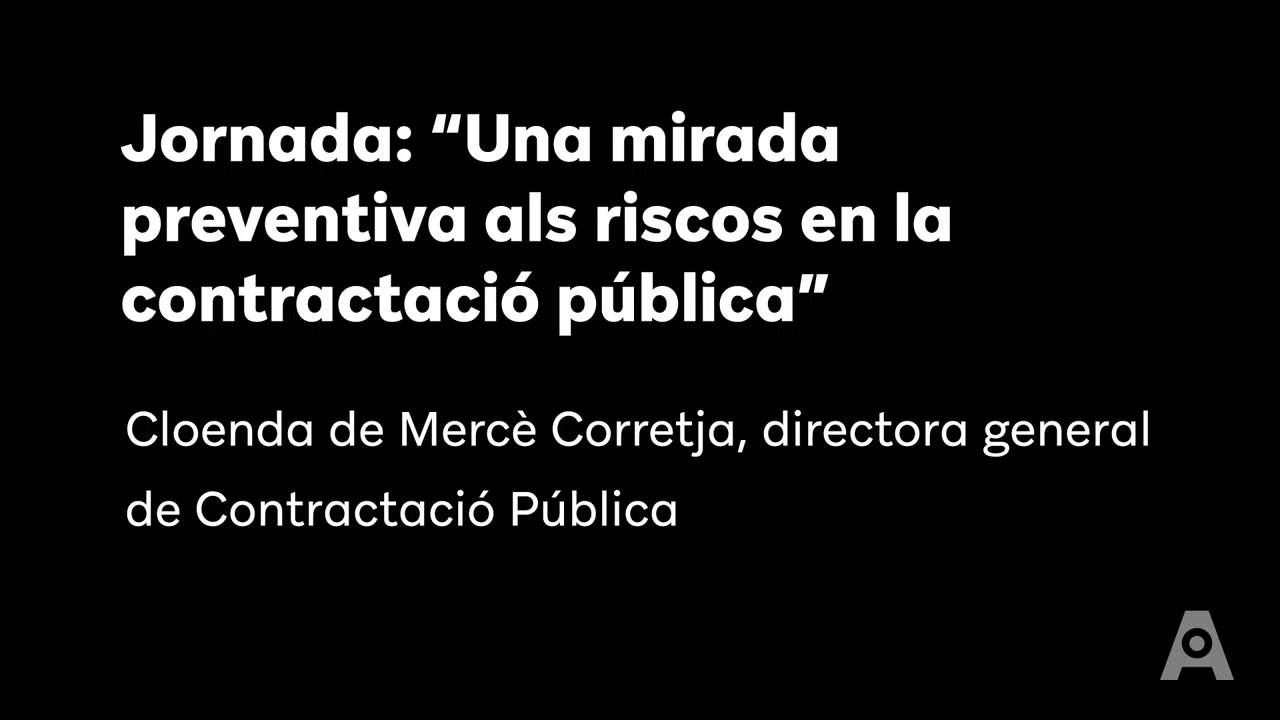 Jornada: “Una mirada
preventiva als riscos en la
contractació pública”
Cloenda de Mercè Corretja, directora general
de Contractació Pública